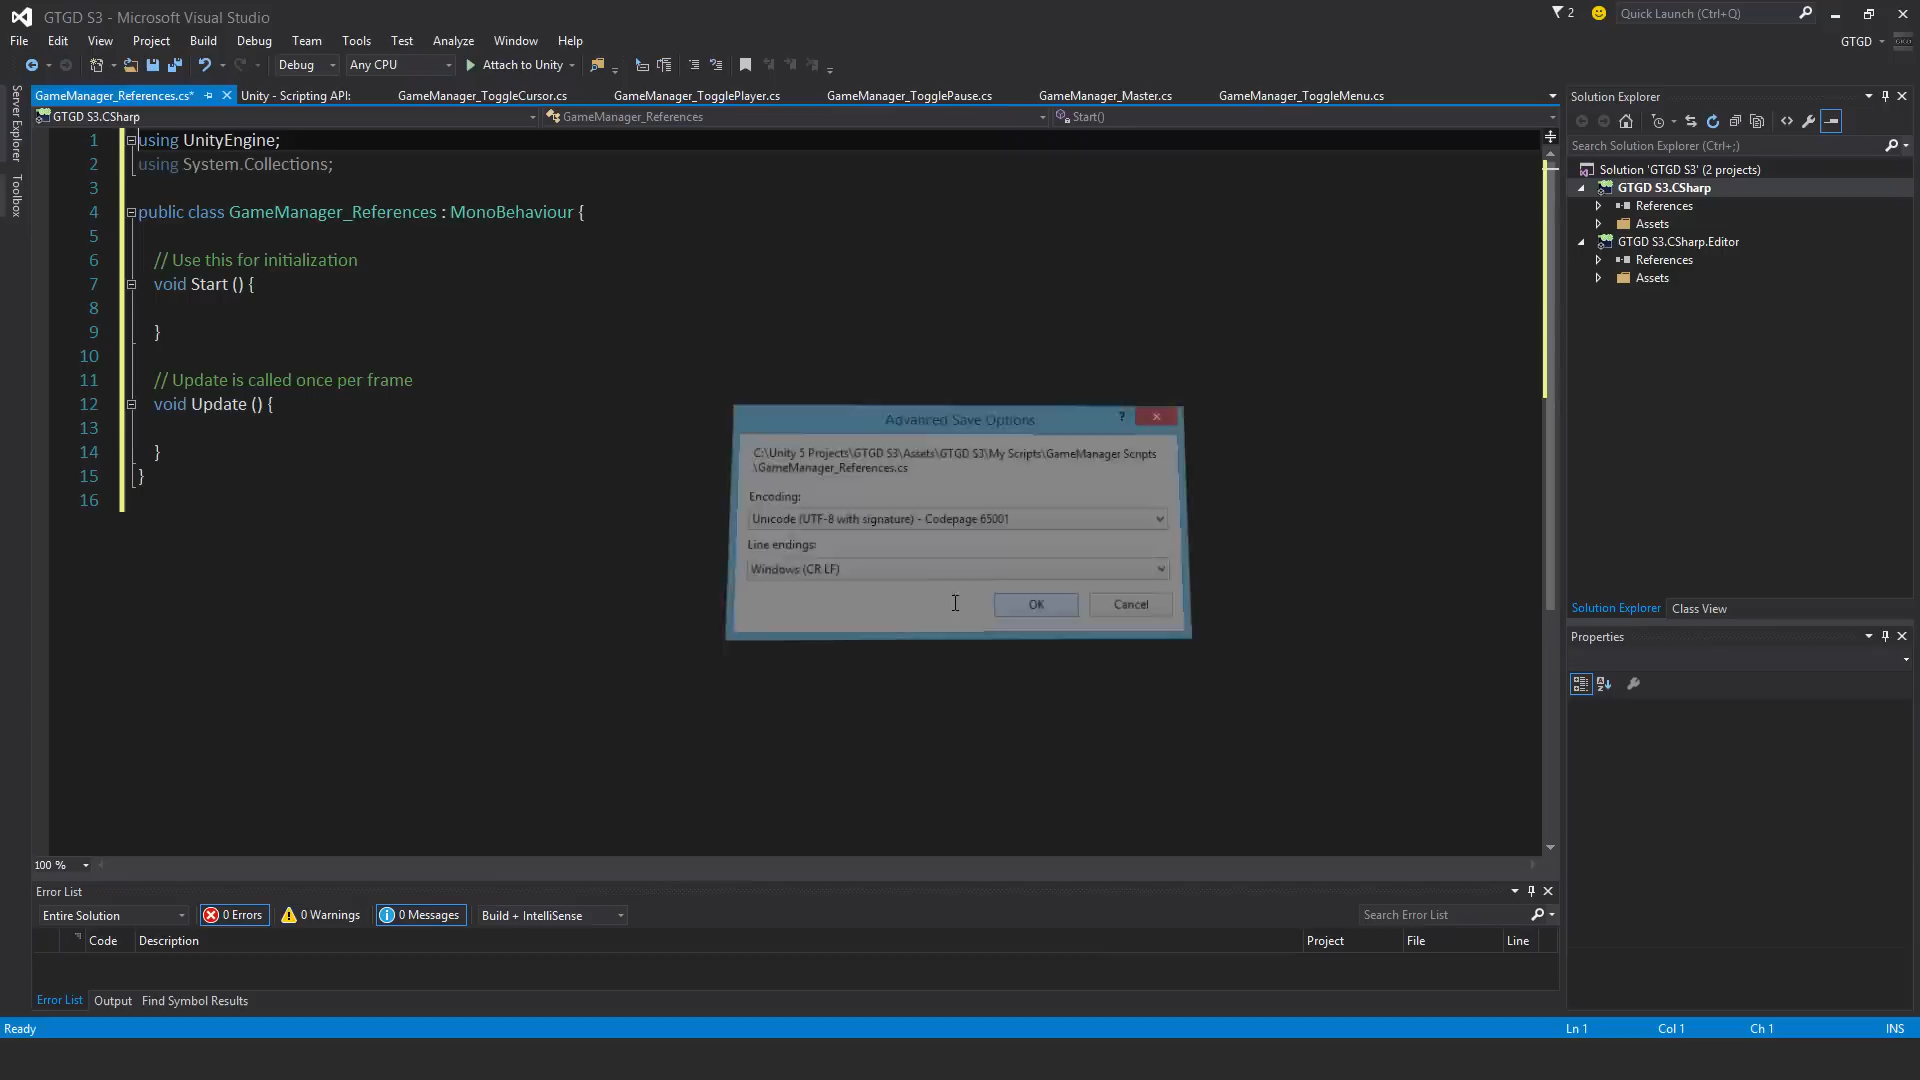 GTGD S3 - Microsoft Visual Studio
2
Quick Launch (Ctrl+Q)
File Edit View Project Build Debug Team Tools Test Analyze Window Help
GTGD
Debug Any CPU Attach to Unity
Server Explorer
Toolbox
GameManager_References.cs* Unity - Scripting API: GameManager_ToggleCursor.cs GameManager_TogglePlayer.cs GameManager_TogglePause.cs GameManager_Master.cs GameManager_ToggleMenu.cs
GTGD S3.CSharp GameManager_References Start()
1 using UnityEngine;
2 using System.Collections;
3
4 public class GameManager_References : MonoBehaviour {
5
6 // Use this for initialization
7 void Start () {
8
9 }
10
11 // Update is called once per frame
12 void Update () {
13
14 }
15 }
16
Advanced Save Options
?
C:\Unity 5 Projects\GTGD S3\Assets\GTGD S3\My Scripts\GameManager Scripts
\GameManager_References.cs
Encoding:
Unicode (UTF-8 with signature) - Codepage 65001
Line endings:
Windows (CR LF)
OK Cancel
100 %
Solution Explorer
Search Solution Explorer (Ctrl+;)
Solution 'GTGD S3' (2 projects)
GTGD S3.CSharp
References
Assets
GTGD S3.CSharp.Editor
References
Assets
Solution Explorer Class View
Properties
Error List
Entire Solution 0 Errors 0 Warnings 0 Messages Build + IntelliSense Search Error List
Code Description Project File Line
Error List Output Find Symbol Results
Ready Ln 1 Col 1 Ch 1 INS